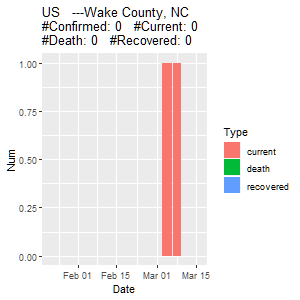 US   ---Wake County, NC
#Confirmed: 0   #Current: 0
#Death: 0   #Recovered: 0
1.00
0.75
0.50
0.25
0.00
Num
Feb 01
Feb 15
Mar 01
Mar 15
Date
Type
current
death
recovered